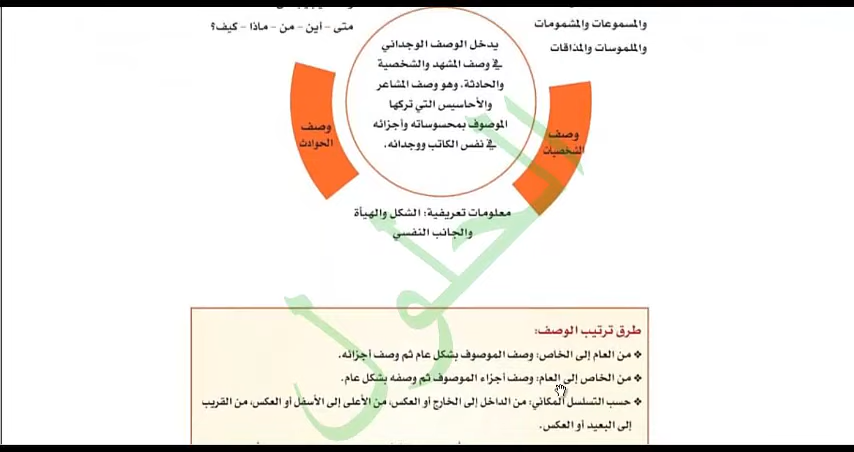 والمسموعات والمشمومات
والملموسات والمذاقات
متى – أين – من – ماذا – كيف؟
يدخل الوصف الوجداني
في وصف المشهد والشخصية
والحادثة، وهو وصف المشاعر
والأحاسيس التي تركها
الموصوف بمحسوساته وأجزائه
في نفس الكاتب ووجدانه.
وصف
الشخصيات
وصف
الحوادث
معلومات تعريفية: الشكل والهيأة
والجانب النفسي
الحلول
طرق ترتيب الوصف:
❖ من العام إلى الخاص: وصف الموصوف بشكل عام ثم وصف أجزائه.
❖ من الخاص إلى العام: وصف أجزاء الموصوف ثم وصفه بشكل عام.
❖ حسب التسلسل المكاني: من الداخل إلى الخارج أو العكس، من الأعلى إلى الأسفل أو العكس، من القريب
إلى البعيد أو العكس.